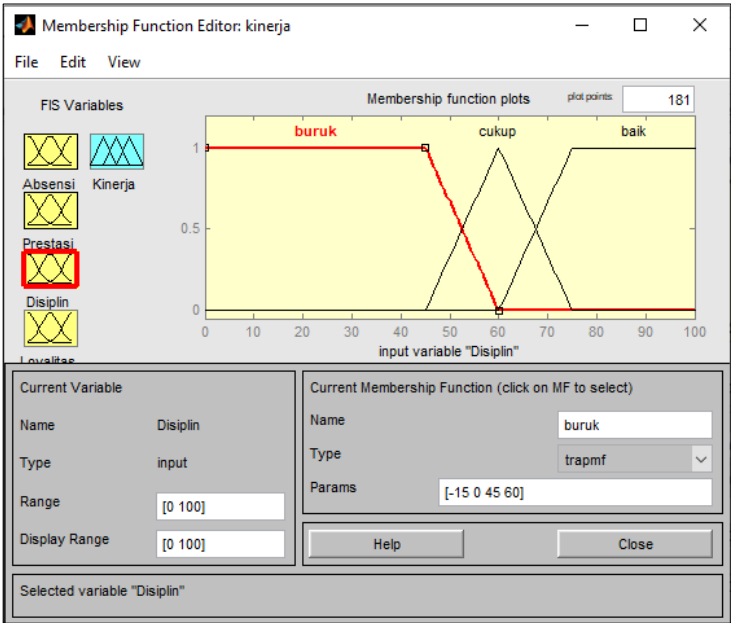 Membership Function Editor: kinerja
File Edit View
FIS Variables
Membership function plots
plot points:
181
Absensi
Kinerja
Prestasi
Disiplin
Loyalitas
buruk
cukup
baik
1
0.5
0
0 10 20 30 40 50 60 70 80 90 100
input variable "Disiplin"
Current Variable
Name Disiplin
Type input
Range [0 100]
Display Range [0 100]
Current Membership Function (click on MF to select)
Name buruk
Type trapmf
Params [-15 0 45 60]
Help Close
Selected variable "Disiplin"